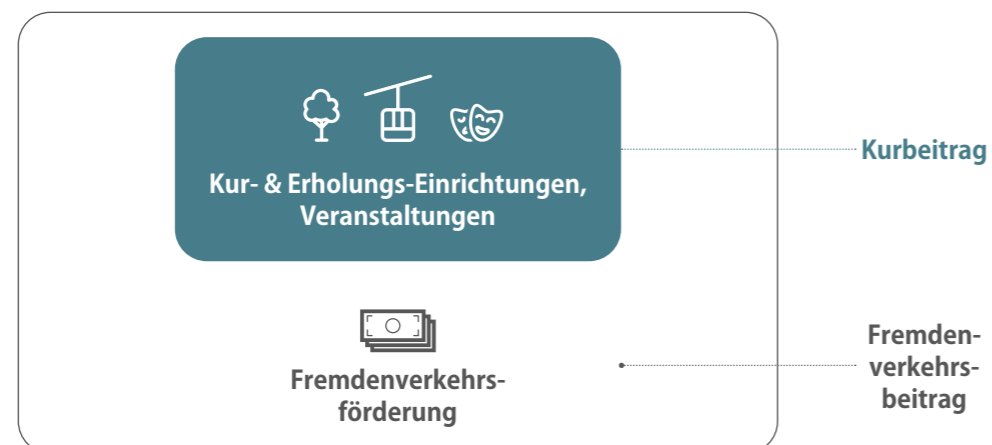 Kur- & Erholungs-Einrichtungen,
Veranstaltungen
Kurbeitrag
Fremdenverkehrs-
förderung
Fremden-
verkehrs-
beitrag